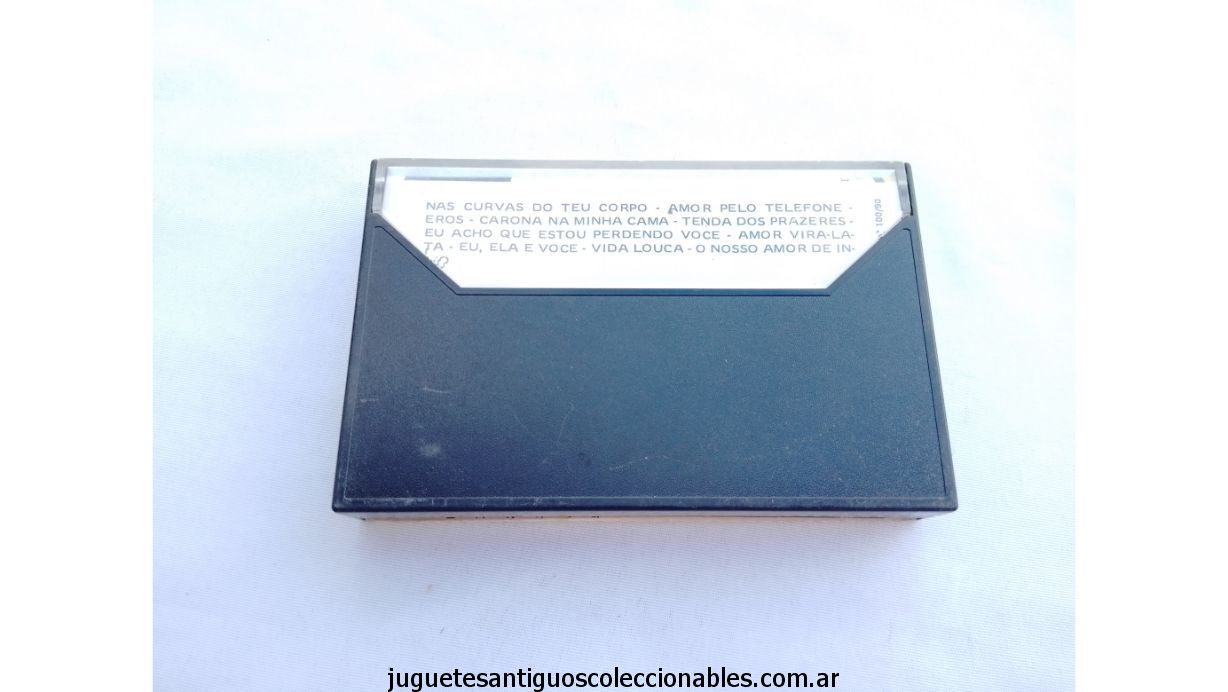 NAS CURVAS DO TEU CORPO - AMOR PELO TELEFONE -
EROS - CARONA NA MINHA CAMA - TENDA DOS PRAZERES -
EU ACHO QUE ESTOU PERDENDO VOCE - AMOR VIRA-LA-
TA - EU, ELA E VOCE - VIDA LOUCA - O NOSSO AMOR DE IN-
100/90
juguetesantiguoscoleccionables.com.ar